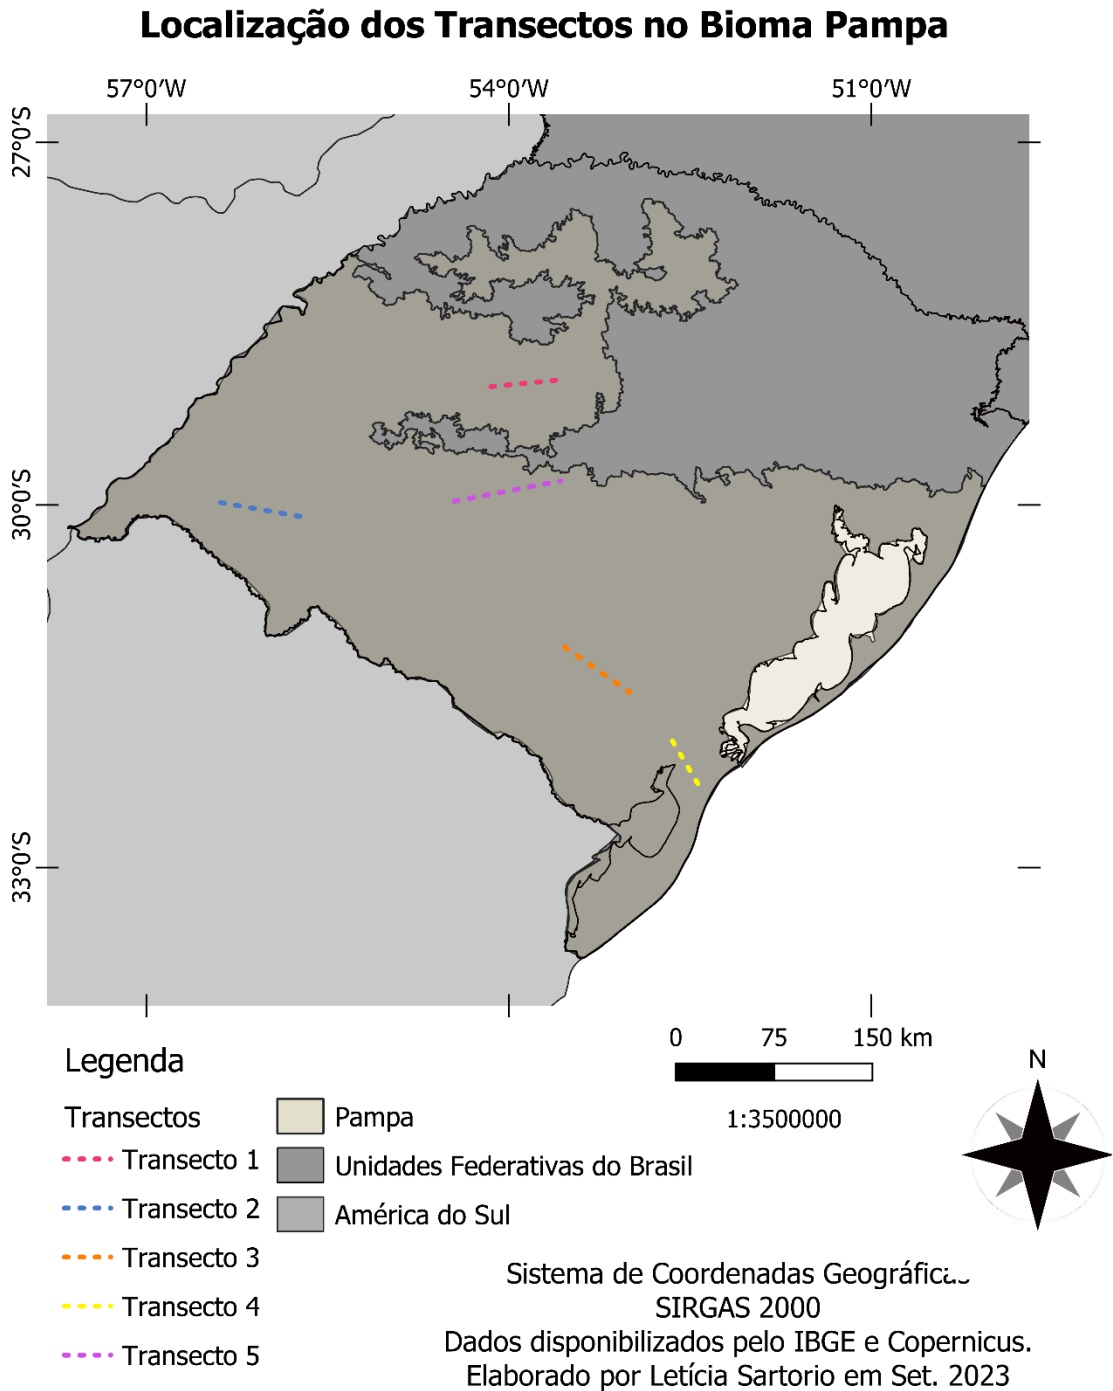 Localização dos Transectos no Bioma Pampa
57°0'W
54°0'W
51°0'W
27°0'S
30°0'S
33°0'S
0 75 150 km
1:3500000
N
Legenda
Transectos
Transecto 1
Transecto 2
Transecto 3
Transecto 4
Transecto 5
Pampa
Unidades Federativas do Brasil
América do Sul
Sistema de Coordenadas Geográficas
SIRGAS 2000
Dados disponibilizados pelo IBGE e Copernicus.
Elaborado por Letícia Sartorio em Set. 2023